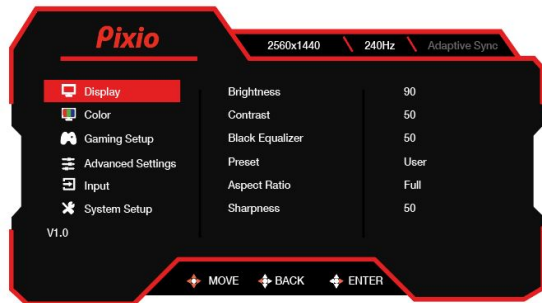 Pixio
2560x1440 240Hz Adaptive Sync
Display Brightness 90
Color Contrast 50
Gaming Setup Black Equalizer 50
Advanced Settings Preset User
Input Aspect Ratio Full
System Setup Sharpness 50
V1.0
MOVE BACK ENTER